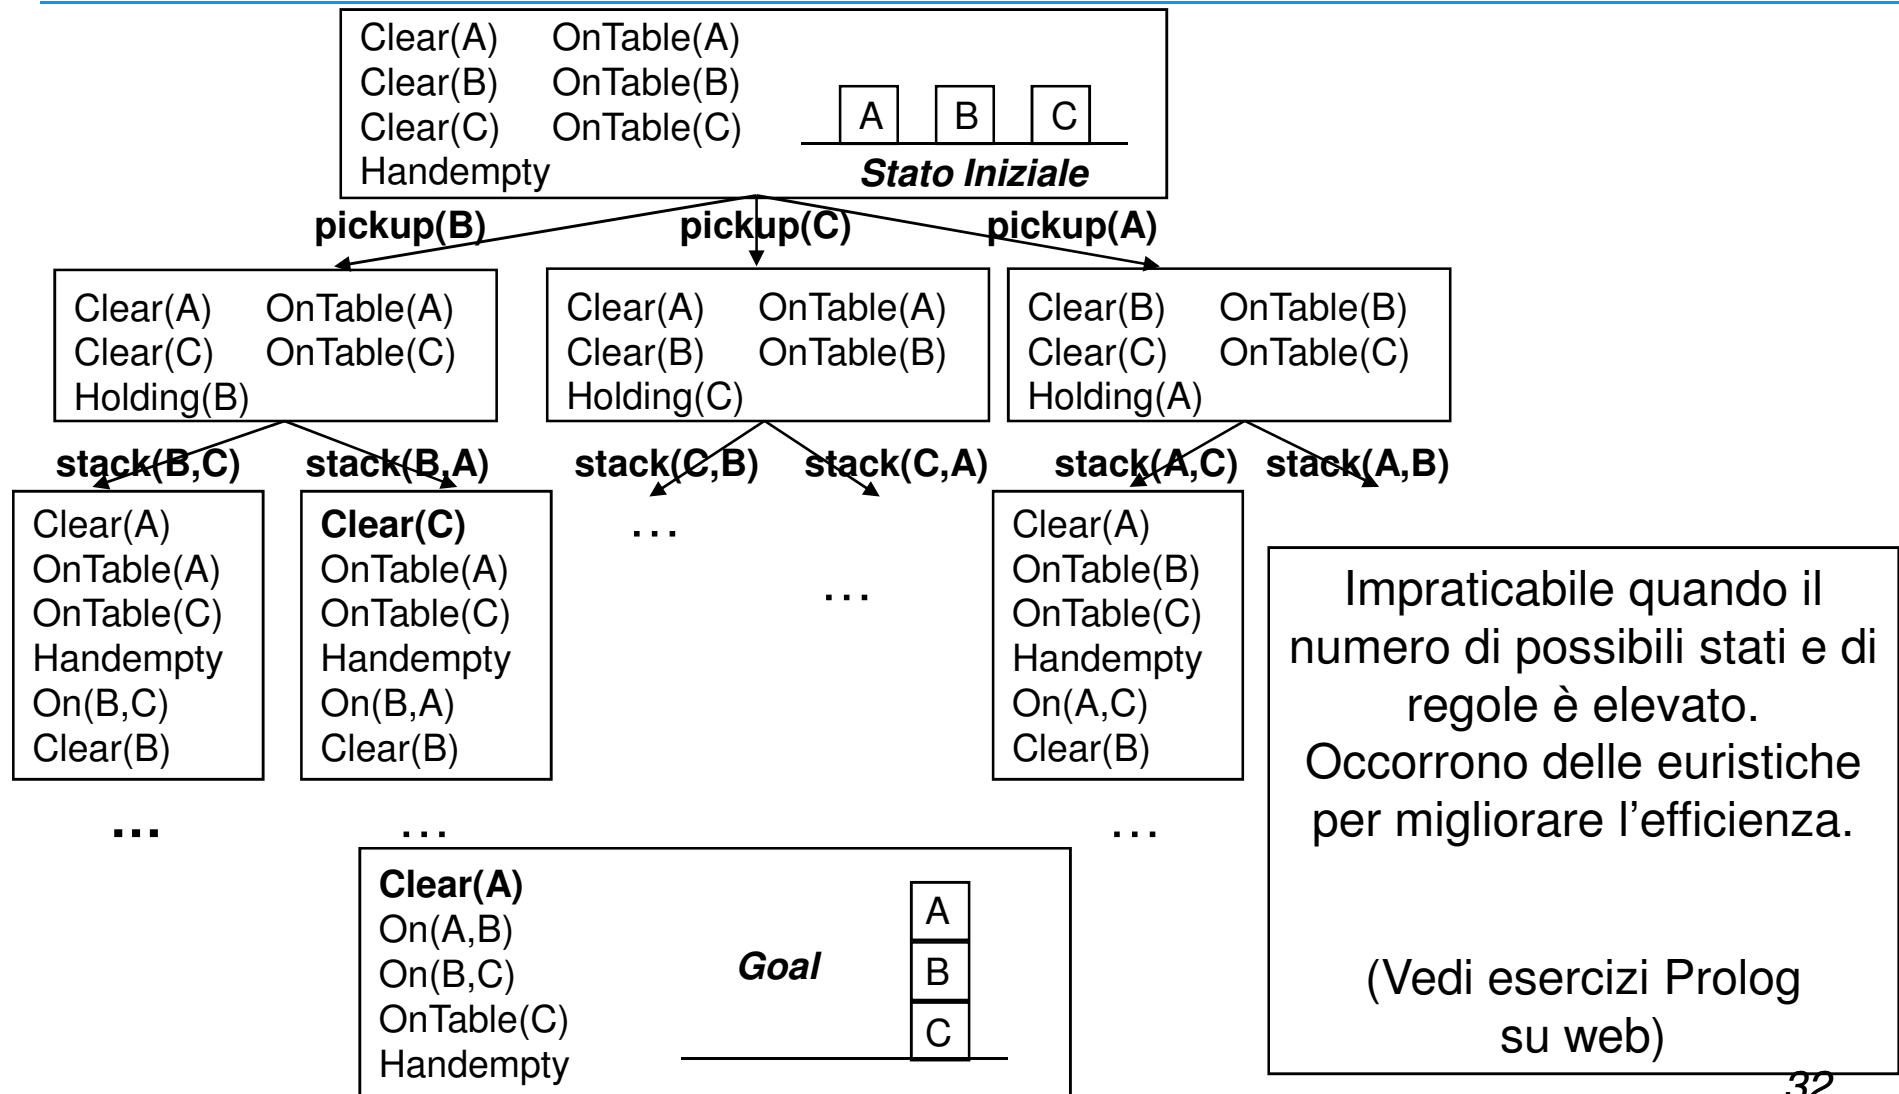 Clear(A) OnTable(A)
Clear(B) OnTable(B)
Clear(C) OnTable(C)
Handempty
A B C
Stato Iniziale
pickup(B) pickup(C) pickup(A)
Clear(A) OnTable(A)
Clear(C) OnTable(C)
Holding(B)
Clear(A) OnTable(A)
Clear(B) OnTable(B)
Holding(C)
Clear(B) OnTable(B)
Clear(C) OnTable(C)
Holding(A)
stack(B,C) stack(B,A) stack(C,B) stack(C,A) stack(A,C) stack(A,B)
Clear(A)
OnTable(A)
OnTable(C)
Handempty
On(B,C)
Clear(B)
Clear(C)
OnTable(A)
OnTable(C)
Handempty
On(B,A)
Clear(B)
...
...
Clear(A)
OnTable(B)
OnTable(C)
Handempty
On(A,C)
Clear(B)
... ... ...
Impraticabile quando il
numero di possibili stati e di
regole è elevato.
Occorrono delle euristiche
per migliorare l'efficienza.
(Vedi esercizi Prolog
su web)
Clear(A)
On(A,B)
On(B,C)
OnTable(C)
Handempty
Goal
A
B
C
32